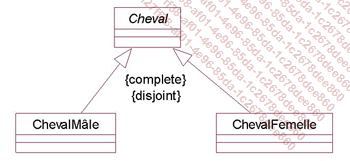 Cheval
{complete}
{disjoint}
ChevalMâle
ChevalFemelle